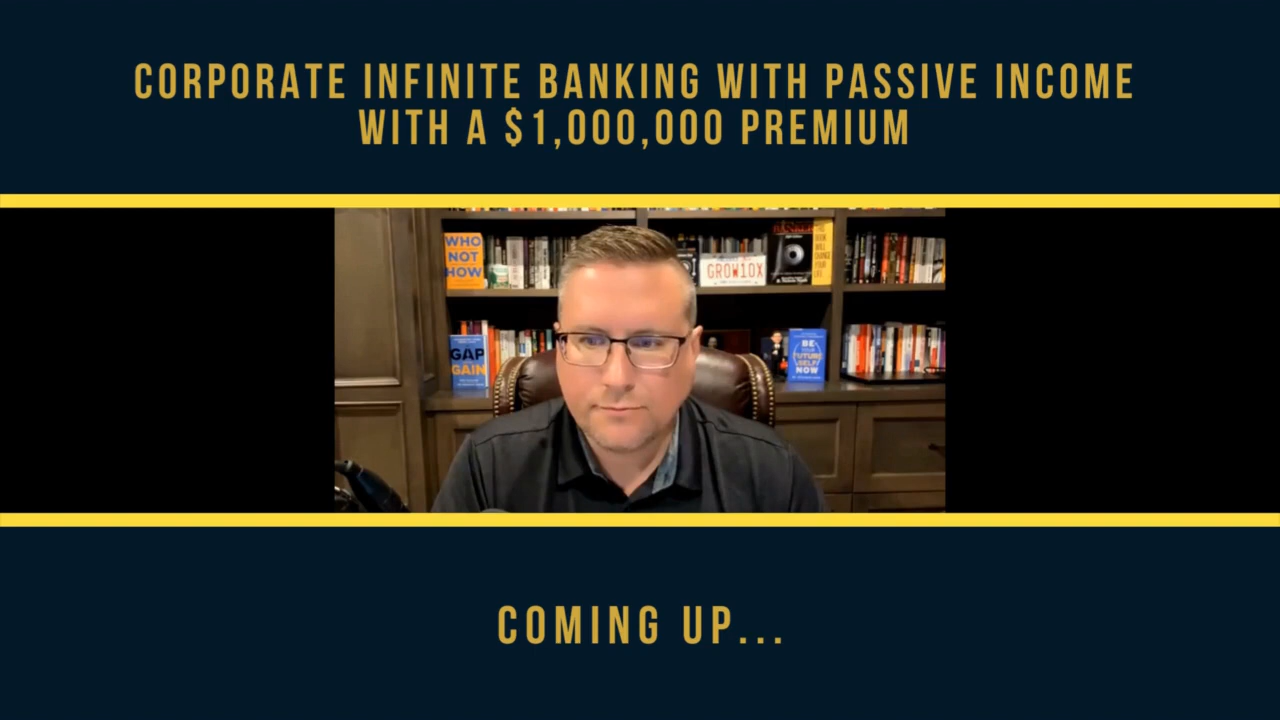 CORPORATE INFINITE BANKING WITH PASSIVE INCOME
WITH A $1,000,000 PREMIUM
WHO
NOT
HOW
GROW10X
GAP
GAIN
BE
SELF
NOW
COMING UP...